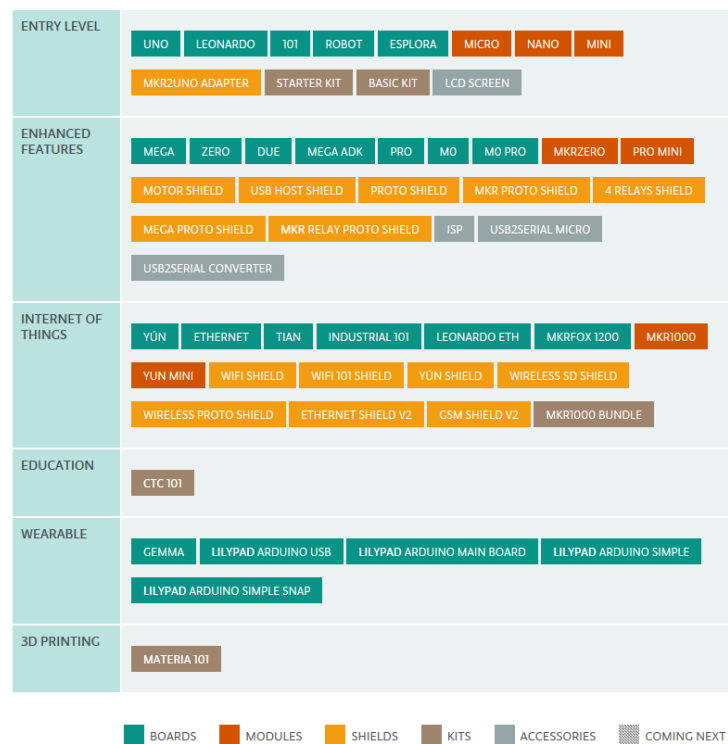 ENTRY LEVEL
UNO LEONARDO 101 ROBOT ESPLORA MICRO NANO MINI
MKR2UNO ADAPTER STARTER KIT BASIC KIT LCD SCREEN
ENHANCED
FEATURES
MEGA ZERO DUE MEGA ADK PRO M0 M0 PRO MKRZERO PRO MINI
MOTOR SHIELD USB HOST SHIELD PROTO SHIELD MKR PROTO SHIELD 4 RELAYS SHIELD
MEGA PROTO SHIELD MKR RELAY PROTO SHIELD ISP USB2SERIAL MICRO
USB2SERIAL CONVERTER
INTERNET OF
THINGS
YÚN ETHERNET TIAN INDUSTRIAL 101 LEONARDO ETH MKRFOX 1200 MKR1000
YUN MINI WIFI SHIELD WIFI 101 SHIELD YÚN SHIELD WIRELESS SD SHIELD
WIRELESS PROTO SHIELD ETHERNET SHIELD V2 GSM SHIELD V2 MKR1000 BUNDLE
EDUCATION
CTC 101
WEARABLE
GEMMA LILYPAD ARDUINO USB LILYPAD ARDUINO MAIN BOARD LILYPAD ARDUINO SIMPLE
LILYPAD ARDUINO SIMPLE SNAP
3D PRINTING
MATERIA 101
BOARDS MODULES SHIELDS KITS ACCESSORIES COMING NEXT